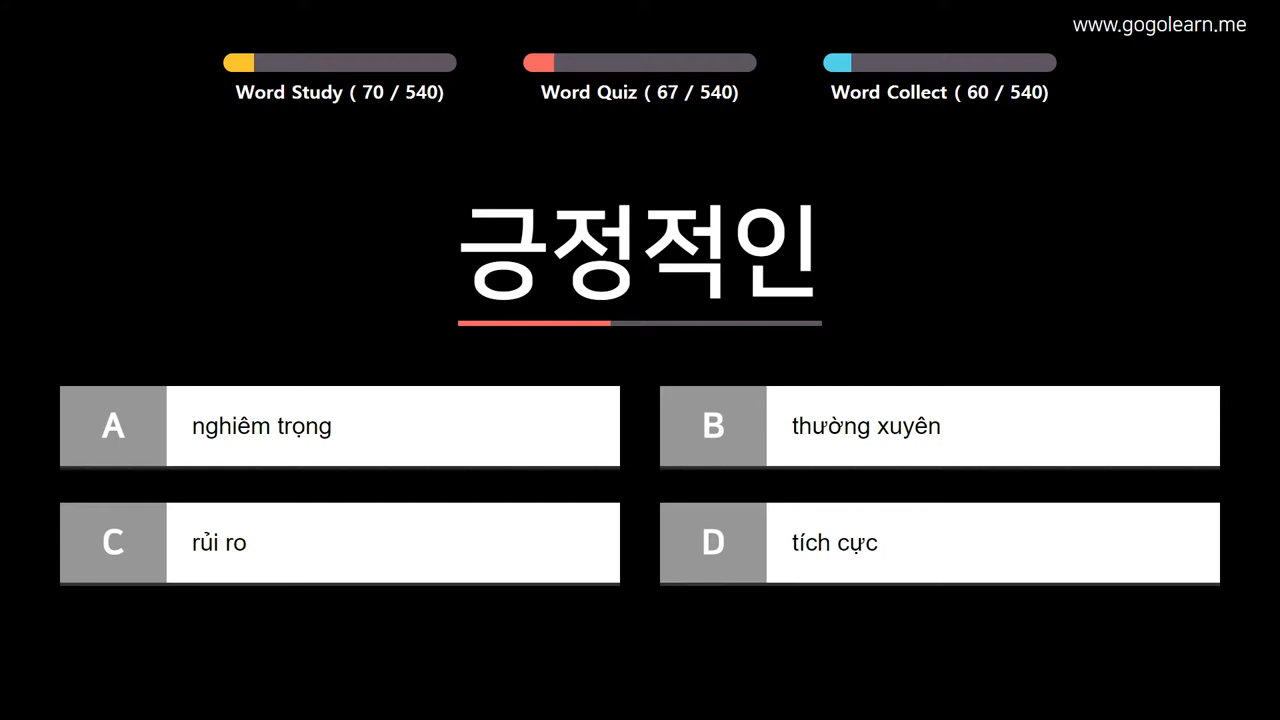 www.gogolearn.me
Word Study ( 70 / 540)
Word Quiz ( 67 / 540)
Word Collect ( 60 / 540)
긍정적인
A nghiêm trọng
B thường xuyên
C rủi ro
D tích cực